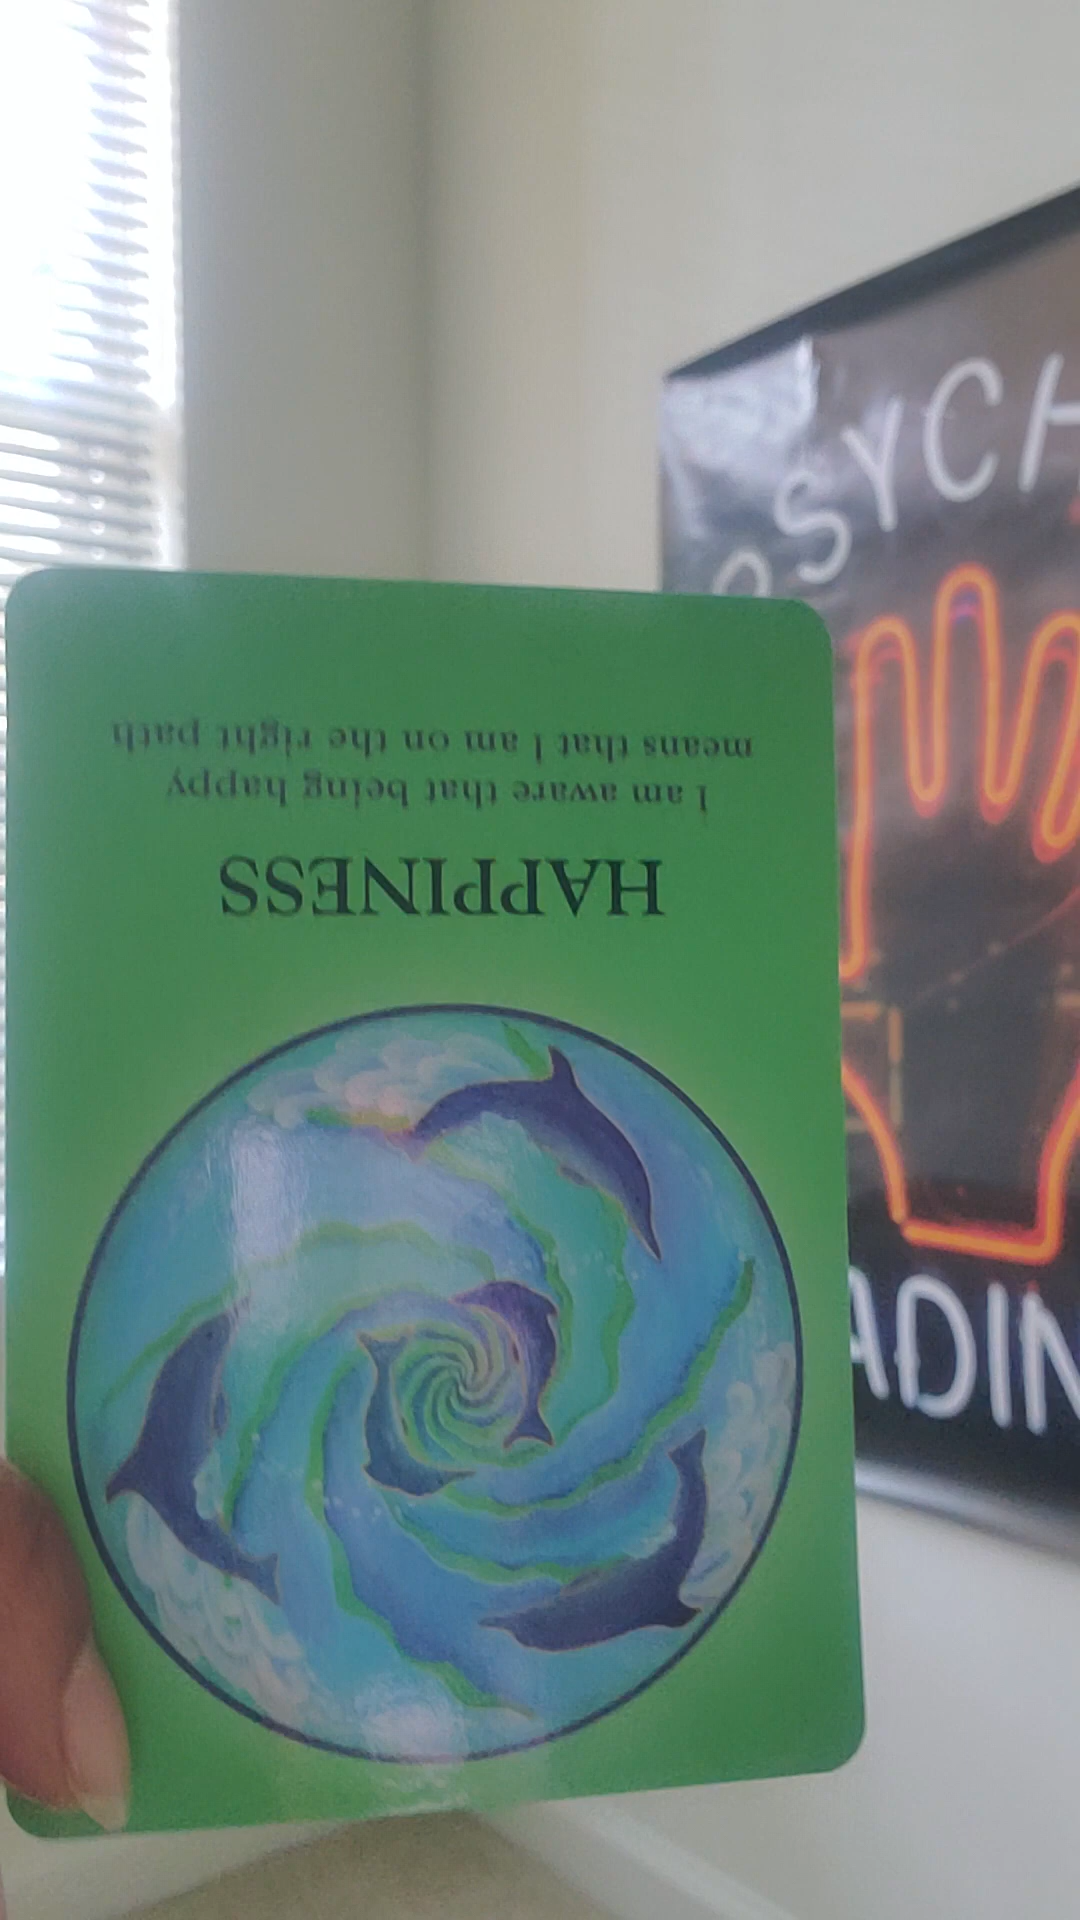 HAPPINESS
I am aware that being happy
means that I am on the right path
PSYCH
ADIN